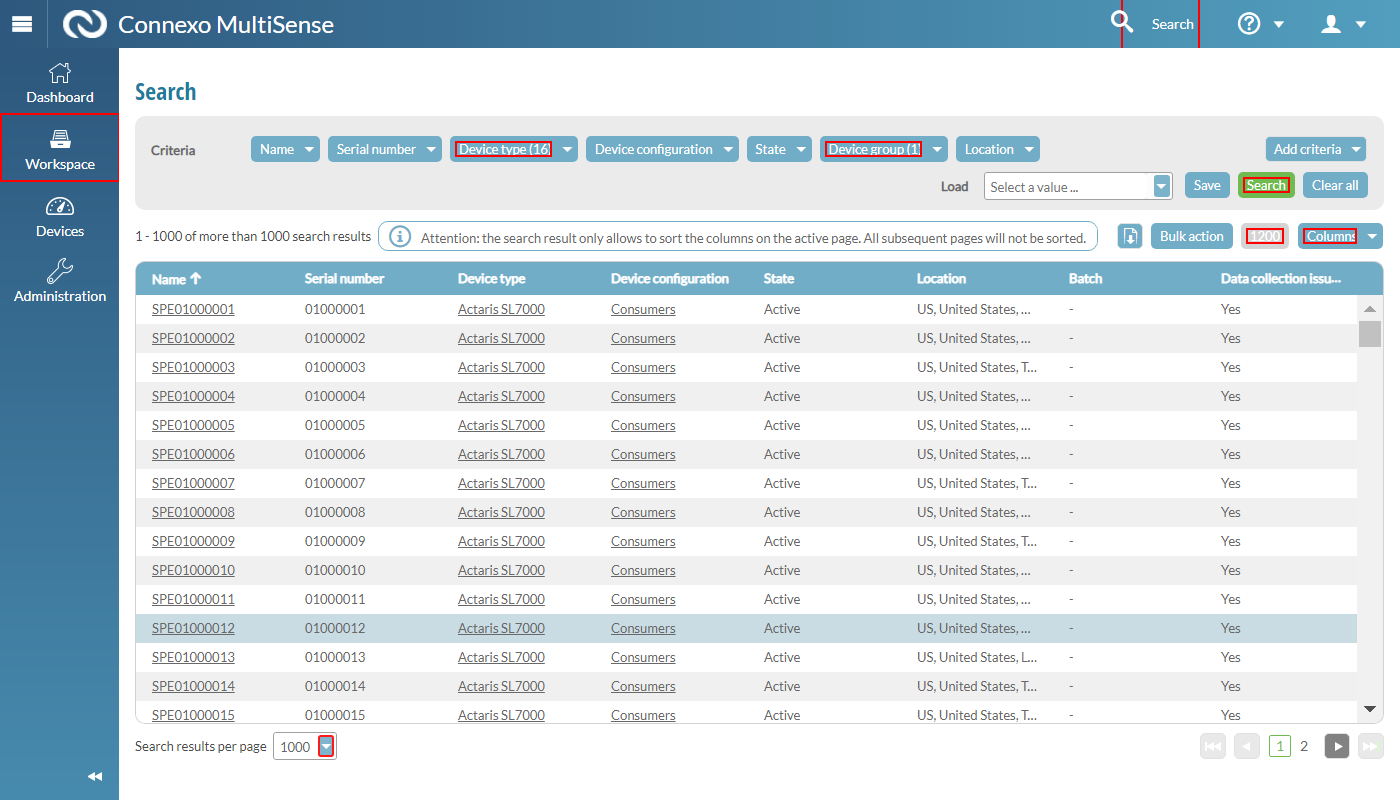 Connexo MultiSense
Search
Dashboard
Workspace
Devices
Administration
Search
Criteria Name Serial number Device type (16) Device configuration State Device group (1) Location Add criteria
Load Select a value ... Save Search Clear all
1 - 1000 of more than 1000 search results Attention: the search result only allows to sort the columns on the active page. All subsequent pages will not be sorted. Bulk action 1200 Columns
Name Serial number Device type Device configuration State Location Batch Data collection issu...
SPE01000001 01000001 Actaris SL7000 Consumers Active US, United States, ... - Yes
SPE01000002 01000002 Actaris SL7000 Consumers Active US, United States, ... - Yes
SPE01000003 01000003 Actaris SL7000 Consumers Active US, United States, T... - Yes
SPE01000004 01000004 Actaris SL7000 Consumers Active US, United States, ... - Yes
SPE01000005 01000005 Actaris SL7000 Consumers Active US, United States, ... - Yes
SPE01000006 01000006 Actaris SL7000 Consumers Active US, United States, ... - Yes
SPE01000007 01000007 Actaris SL7000 Consumers Active US, United States, T... - Yes
SPE01000008 01000008 Actaris SL7000 Consumers Active US, United States, ... - Yes
SPE01000009 01000009 Actaris SL7000 Consumers Active US, United States, T... - Yes
SPE01000010 01000010 Actaris SL7000 Consumers Active US, United States, ... - Yes
SPE01000011 01000011 Actaris SL7000 Consumers Active US, United States, ... - Yes
SPE01000012 01000012 Actaris SL7000 Consumers Active US, United States, ... - Yes
SPE01000013 01000013 Actaris SL7000 Consumers Active US, United States, L... - Yes
SPE01000014 01000014 Actaris SL7000 Consumers Active US, United States, T... - Yes
SPE01000015 01000015 Actaris SL7000 Consumers Active US, United States, T... - Yes
Search results per page 1000 1 2